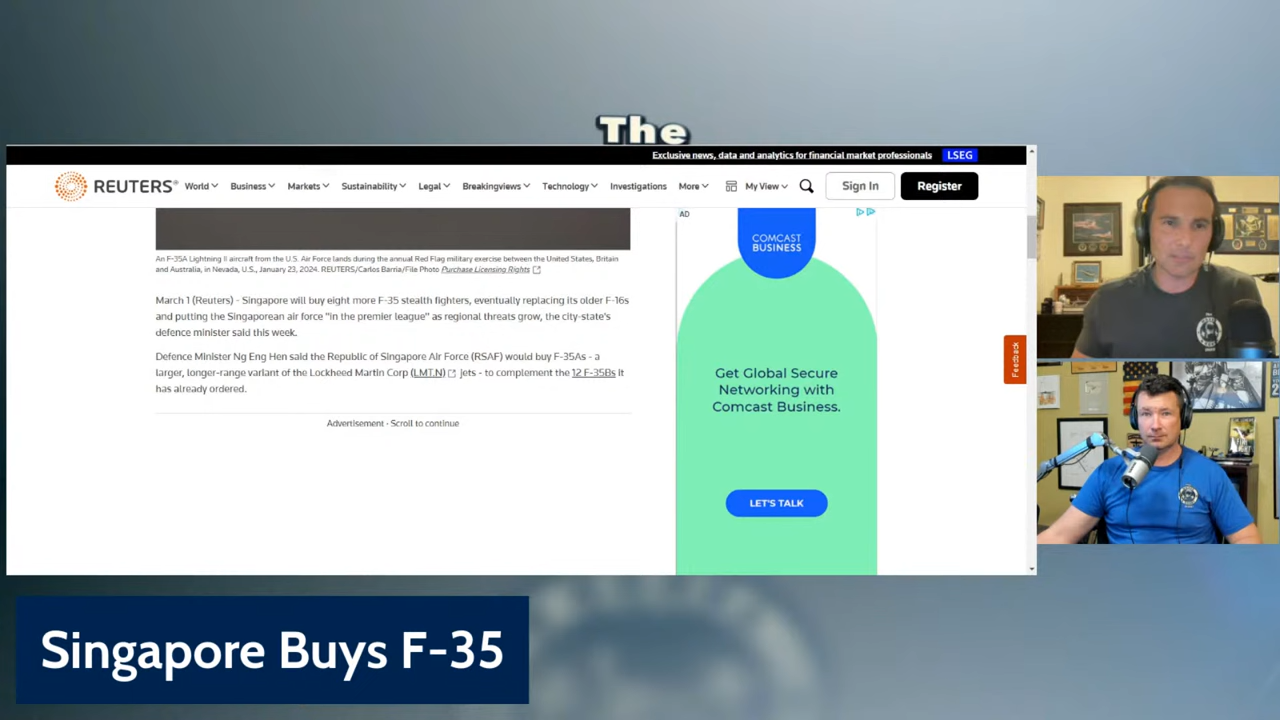 The
Exclusive news, data and analytics for financial market professionals LSEG
REUTERS World Business Markets Sustainability Legal Breakingviews Technology Investigations More My View Sign In Register
An F-35A Lightning II aircraft from the U.S. Air Force lands during the annual Red Flag military exercise between the United States, Britain
and Australia, in Nevada, U.S., January 23, 2024. REUTERS/Carlos Barria/File Photo Purchase Licensing Rights
March 1 (Reuters) - Singapore will buy eight more F-35 stealth fighters, eventually replacing its older F-16s
and putting the Singaporean air force "in the premier league" as regional threats grow, the city-state's
defence minister said this week.
Defence Minister Ng Eng Hen said the Republic of Singapore Air Force (RSAF) would buy F-35As - a
larger, longer-range variant of the Lockheed Martin Corp (LMT.N) jets - to complement the 12 F-35Bs it
has already ordered.
Advertisement · Scroll to continue
AD
COMCAST
BUSINESS
Get Global Secure
Networking with
Comcast Business.
LET'S TALK
Feedback
Singapore Buys F-35